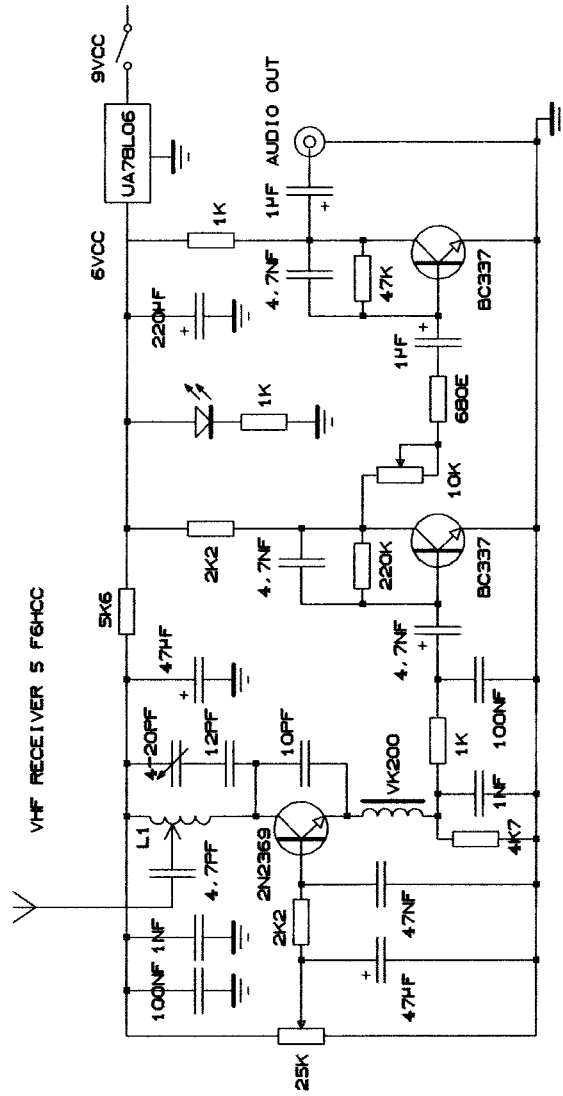 VHF RECEIVER 5 F6HCC
100NF
1NF
4.7PF
L1
4-20PF
12PF
10PF
47µF
5K6
220µF
6VCC
UA78L06
9VCC
25K
2K2
2N2369
47µF
47NF
VK200
4K7
1NF
1K
100NF
4,7NF
2K2
4,7NF
220K
BC337
1K
10K
680E
1µF
1K
4,7NF
47K
BC337
1µF
AUDIO OUT